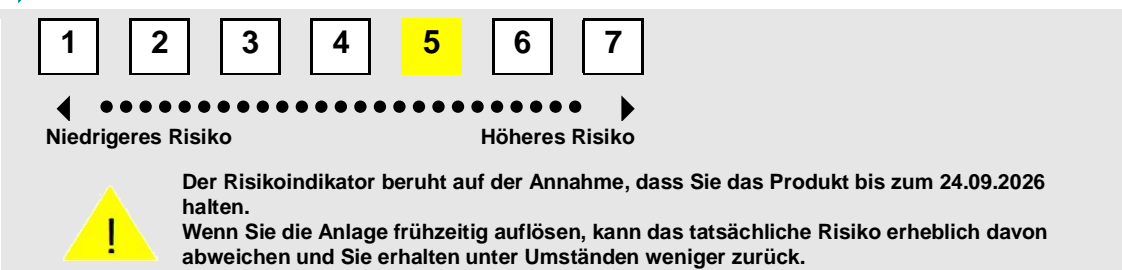 1 2 3 4 5 6 7
Niedrigeres Risiko Höheres Risiko
Der Risikoindikator beruht auf der Annahme, dass Sie das Produkt bis zum 24.09.2026
halten.
Wenn Sie die Anlage frühzeitig auflösen, kann das tatsächliche Risiko erheblich davon
! abweichen und Sie erhalten unter Umständen weniger zurück.